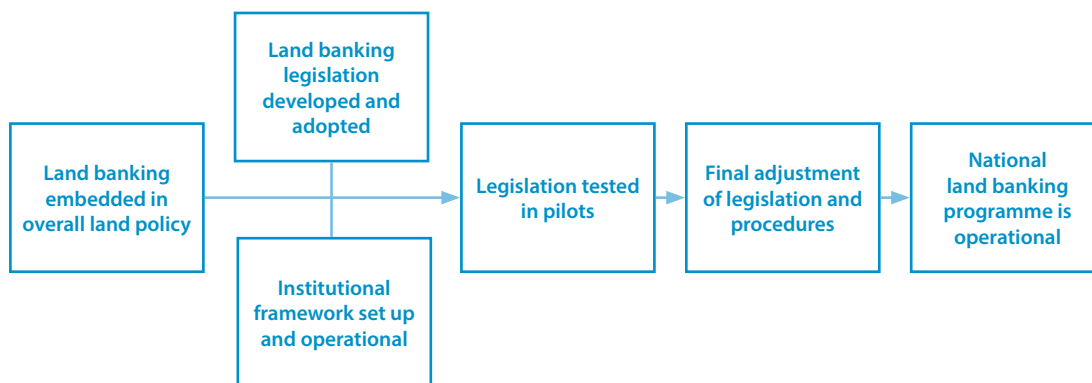 Land banking
embedded in
overall land policy
Land banking
legislation
developed and
adopted
Institutional
framework set up
and operational
Legislation tested
in pilots
Final adjustment
of legislation and
procedures
National
land banking
programme is
operational